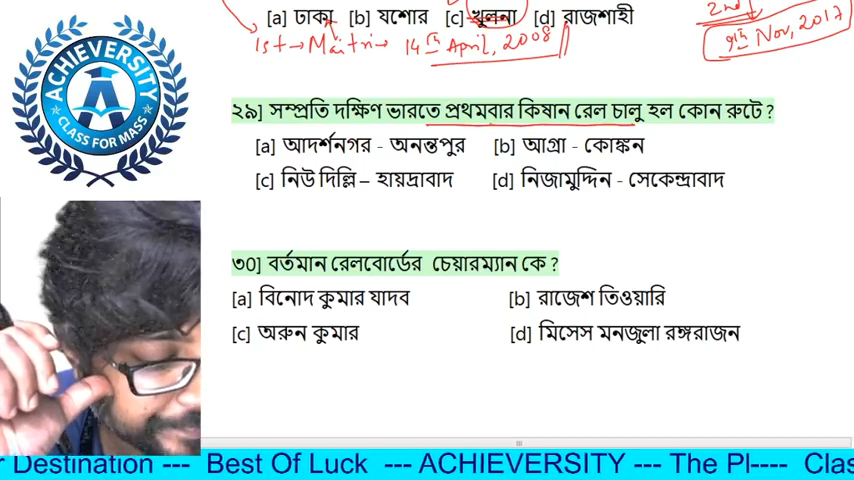 [a] ঢাকা [b] যশোর [c] খুলনা [d] রাজশাহী
2nd
1st → Maitri → 14th April, 2008
9th Nov, 2017
ACHIEVERSITY
A
CLASS FOR MASS
২৯] সম্প্রতি দক্ষিণ ভারতে প্রথমবার কিষান রেল চালু হল কোন রুটে ?
[a] আদর্শনগর - অনন্তপুর [b] আগ্রা - কোঙ্কন
[c] নিউ দিল্লি – হায়দ্রাবাদ [d] নিজামুদ্দিন - সেকেন্দ্রাবাদ
৩0] বর্তমান রেলবোর্ডের চেয়ারম্যান কে ?
[a] বিনোদ কুমার যাদব [b] রাজেশ তিওয়ারি
[c] অরুন কুমার [d] মিসেস মনজুলা রঙ্গরাজন
r Destination --- Best Of Luck --- ACHIEVERSITY --- The Pl---- Clas